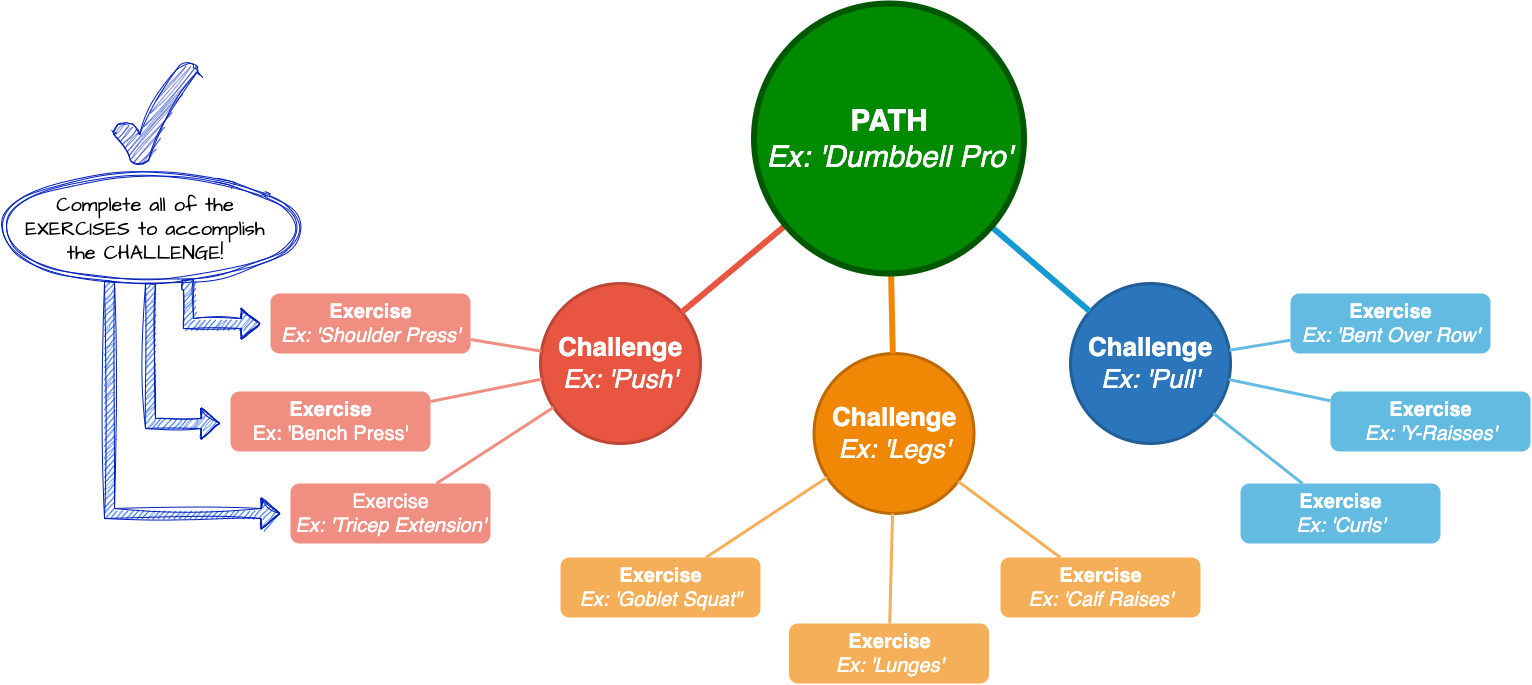 PATH
Ex: 'Dumbbell Pro'
Complete all of the
EXERCISES to accomplish
the CHALLENGE!
Exercise
Ex: 'Shoulder Press'
Exercise
Ex: 'Bench Press'
Exercise
Ex: 'Tricep Extension'
Challenge
Ex: 'Push'
Challenge
Ex: 'Legs'
Exercise
Ex: 'Goblet Squat"
Exercise
Ex: 'Lunges'
Exercise
Ex: 'Calf Raises'
Challenge
Ex: 'Pull'
Exercise
Ex: 'Bent Over Row'
Exercise
Ex: 'Y-Raisses'
Exercise
Ex: 'Curls'